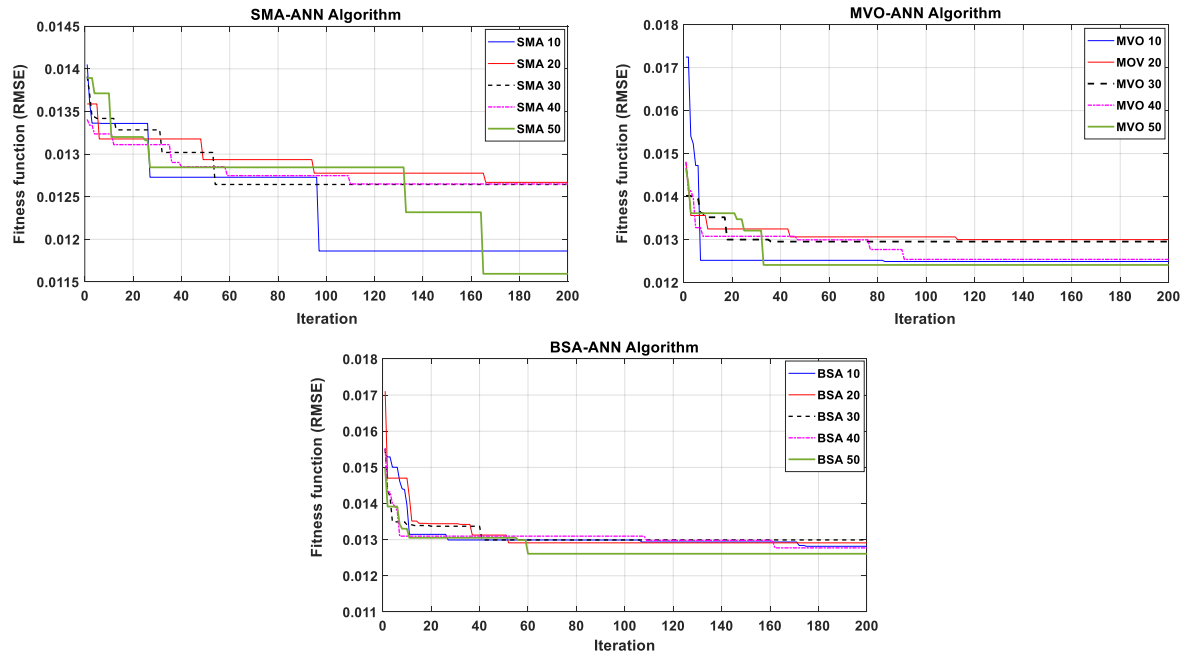 SMA-ANN Algorithm
Fitness function (RMSE)
0.0145
0.014
0.0135
0.013
0.0125
0.012
0.0115
0 20 40 60 80 100 120 140 160 180 200
Iteration
SMA 10
SMA 20
SMA 30
SMA 40
SMA 50
MVO-ANN Algorithm
Fitness function (RMSE)
0.018
0.017
0.016
0.015
0.014
0.013
0.012
0 20 40 60 80 100 120 140 160 180 200
Iteration
MVO 10
MOV 20
MVO 30
MVO 40
MVO 50
BSA-ANN Algorithm
Fitness function (RMSE)
0.018
0.017
0.016
0.015
0.014
0.013
0.012
0.011
0 20 40 60 80 100 120 140 160 180 200
Iteration
BSA 10
BSA 20
BSA 30
BSA 40
BSA 50